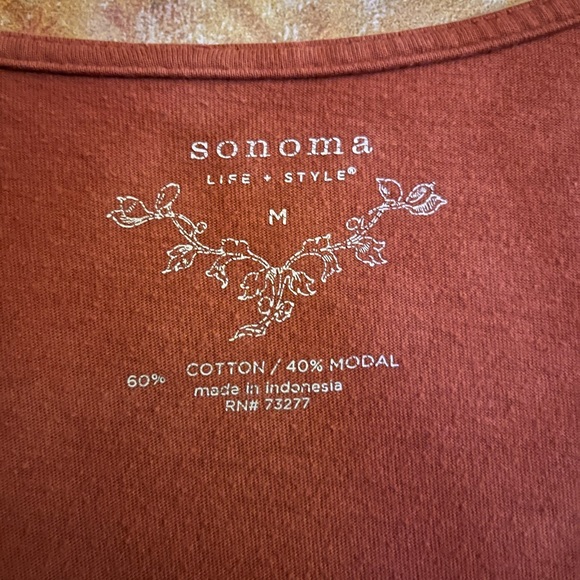 sonoma
LIFE + STYLE®
M
60% COTTON / 40% MODAL
made in indonesia
RN# 73277